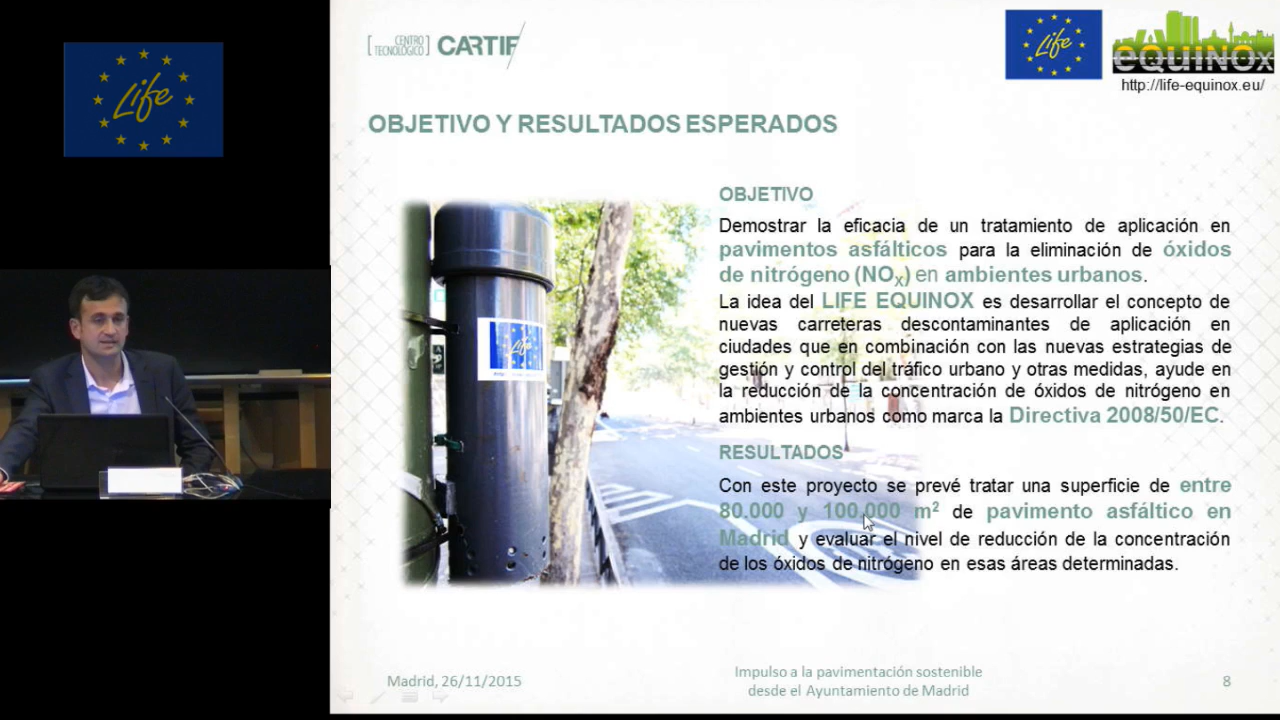 Life
[CENTRO TECNOLÓGICO] CARTIF
Life
eQUINOx
http://life-equinox.eu/
OBJETIVO Y RESULTADOS ESPERADOS
Life
OBJETIVO
Demostrar la eficacia de un tratamiento de aplicación en
pavimentos asfálticos para la eliminación de óxidos
de nitrógeno (NOx) en ambientes urbanos.
La idea del LIFE EQUINOX es desarrollar el concepto de
nuevas carreteras descontaminantes de aplicación en
ciudades que en combinación con las nuevas estrategias de
gestión y control del tráfico urbano y otras medidas, ayude en
la reducción de la concentración de óxidos de nitrógeno en
ambientes urbanos como marca la Directiva 2008/50/EC.
RESULTADOS
Con este proyecto se prevé tratar una superficie de entre
80.000 y 100.000 m² de pavimento asfáltico en
Madrid y evaluar el nivel de reducción de la concentración
de los óxidos de nitrógeno en esas áreas determinadas.
Madrid, 26/11/2015
Impulso a la pavimentación sostenible
desde el Ayuntamiento de Madrid
8